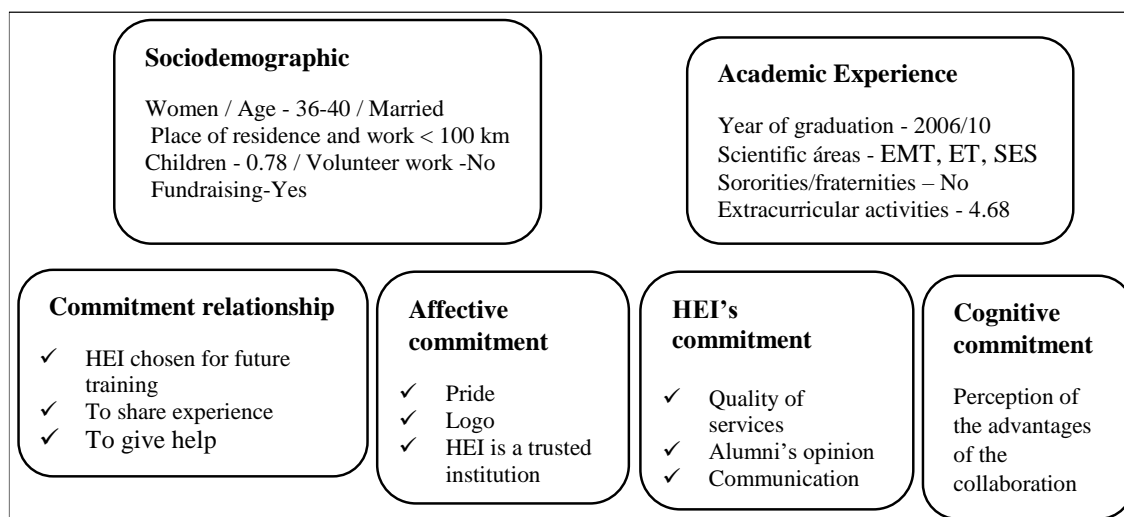 Sociodemographic
Women / Age - 36-40 / Married
Place of residence and work < 100 km
Children - 0.78 / Volunteer work -No
Fundraising-Yes
Academic Experience
Year of graduation - 2006/10
Scientific áreas - EMT, ET, SES
Sororities/fraternities – No
Extracurricular activities - 4.68
Commitment relationship
✓ HEI chosen for future
training
✓ To share experience
✓ To give help
Affective
commitment
✓ Pride
✓ Logo
✓ HEI is a trusted
institution
HEI’s
commitment
✓ Quality of
services
✓ Alumni’s opinion
✓ Communication
Cognitive
commitment
Perception of
the advantages
of the
collaboration